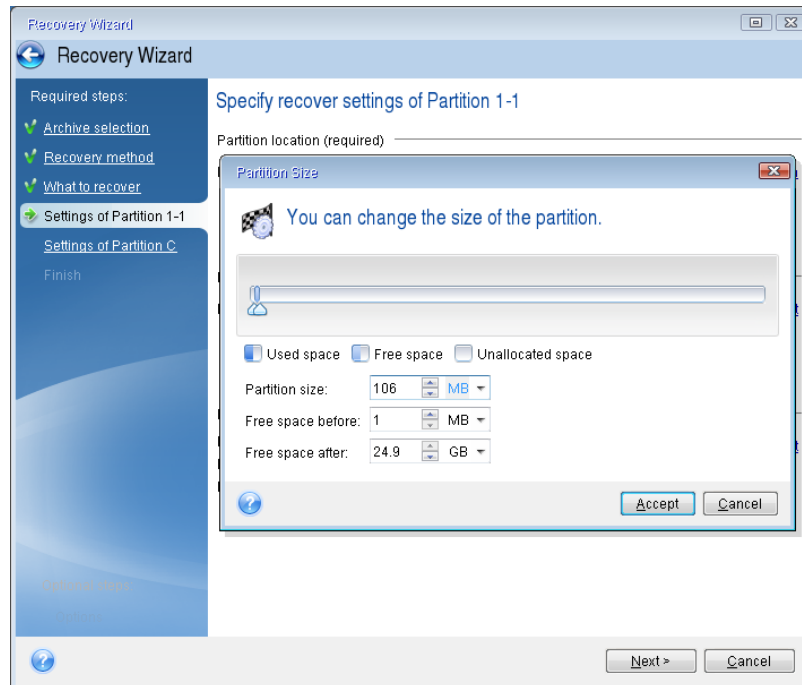 Recovery Wizard
Recovery Wizard
Required steps:
Archive selection
Recovery method
What to recover
Settings of Partition 1-1
Settings of Partition C
Finish
Specify recover settings of Partition 1-1
Partition location (required)
Partition Size
You can change the size of the partition.
Used space Free space Unallocated space
Partition size: 106 MB
Free space before: 1 MB
Free space after: 24.9 GB
Accept Cancel
Next > Cancel